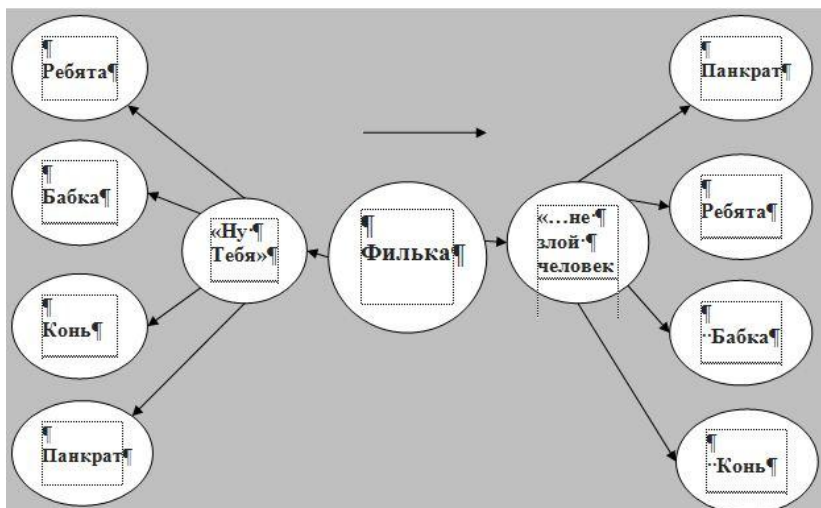 Ребята
Бабка
Конь
Панкрат
«Ну
Тебя»
Филька
«…не
злой
человек
Панкрат
Ребята
Бабка
Конь